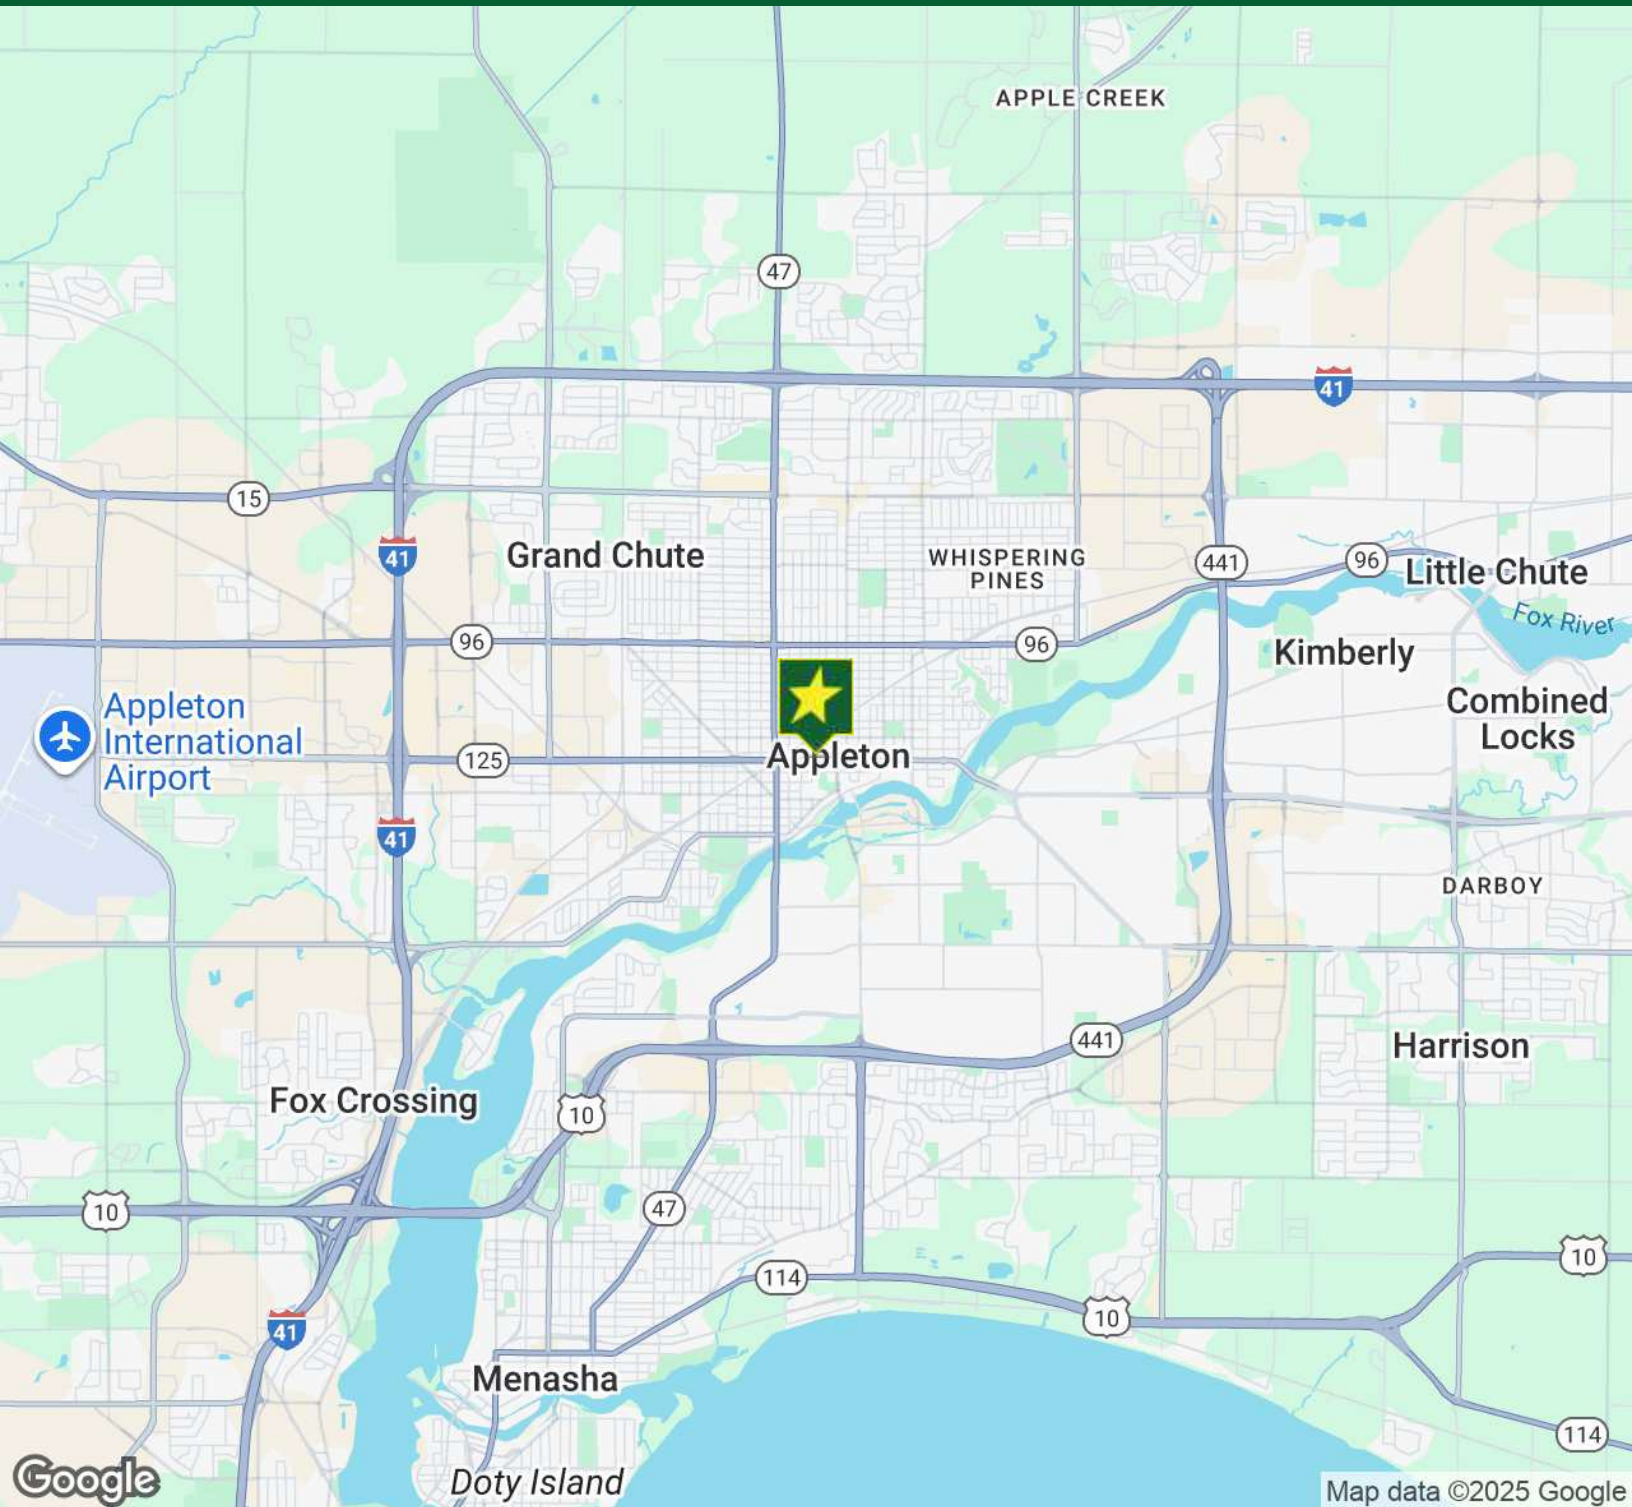 APPLE CREEK
47
41
15
41
Grand Chute
WHISPERING
PINES
441
96
Little Chute
Fox River
96
96
Kimberly
Combined
Locks
Appleton
International
Airport
125
Appleton
41
DARBOY
441
Harrison
Fox Crossing
10
10
47
114
10
10
41
Menasha
114
Doty Island
Google
Map data ©2025 Google